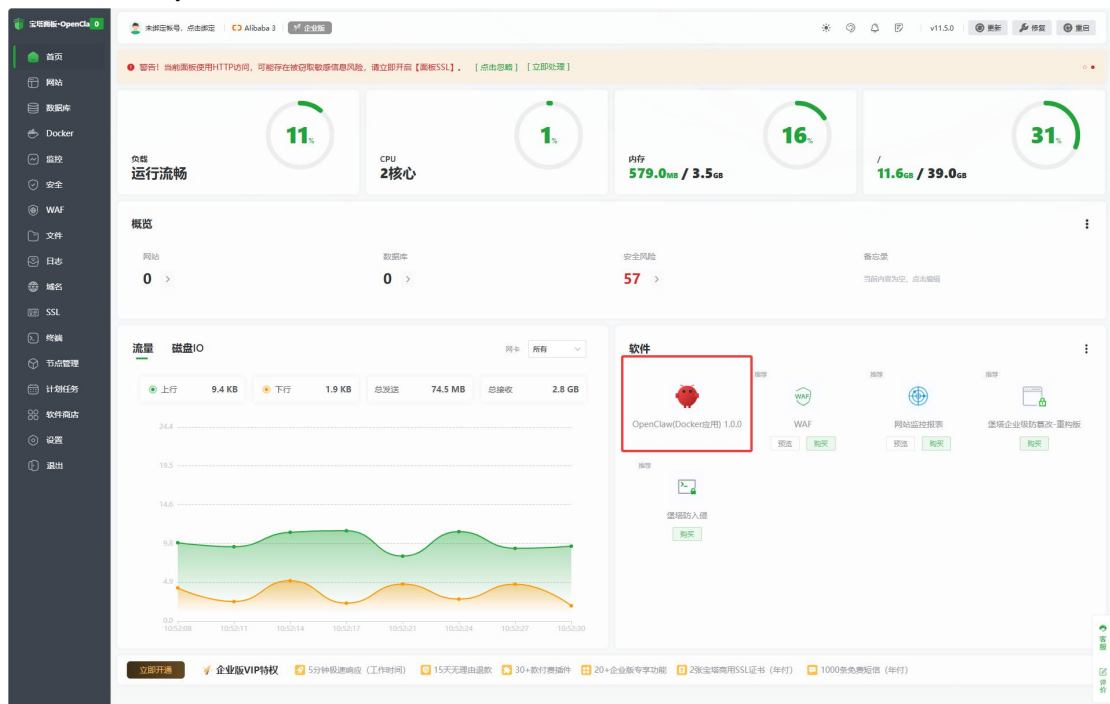 宝塔面板-OpenCla 0
未绑定帐号，点击绑定 Alibaba 3 企业版 v11.5.0 更新 修复 重启
首页
网站
数据库
Docker
监控
安全
WAF
文件
日志
域名
SSL
终端
节点管理
计划任务
软件商店
设置
退出
警告！当前面板使用HTTP访问，可能存在被窃取敏感信息风险，请立即开启【面板SSL】。 [点击忽略] [立即处理]
11%
1%
16%
31%
负载
运行流畅
CPU
2核心
内存
579.0MB / 3.5GB
/
11.6GB / 39.0GB
概览
网站
0 >
数据库
0 >
安全风险
57 >
备忘录
当前内容为空，点击编辑
流量 磁盘IO 网卡 所有
上行 9.4 KB 下行 1.9 KB 总发送 74.5 MB 总接收 2.8 GB
24.4
19.5
14.6
9.8
4.9
0.0
10:52:08 10:52:11 10:52:14 10:52:17 10:52:21 10:52:24 10:52:27 10:52:30
软件
OpenClaw(Docker应用) 1.0.0
推荐
WAF
WAF
预览 购买
推荐
网站监控报表
预览 购买
推荐
堡塔企业级防篡改-重构版
购买
推荐
堡塔防入侵
购买
客服
评价
立即开通 企业版VIP特权 5分钟极速响应（工作时间） 15天无理由退款 30+款付费插件 20+企业版专享功能 2张宝塔商用SSL证书（年付） 1000条免费短信（年付）